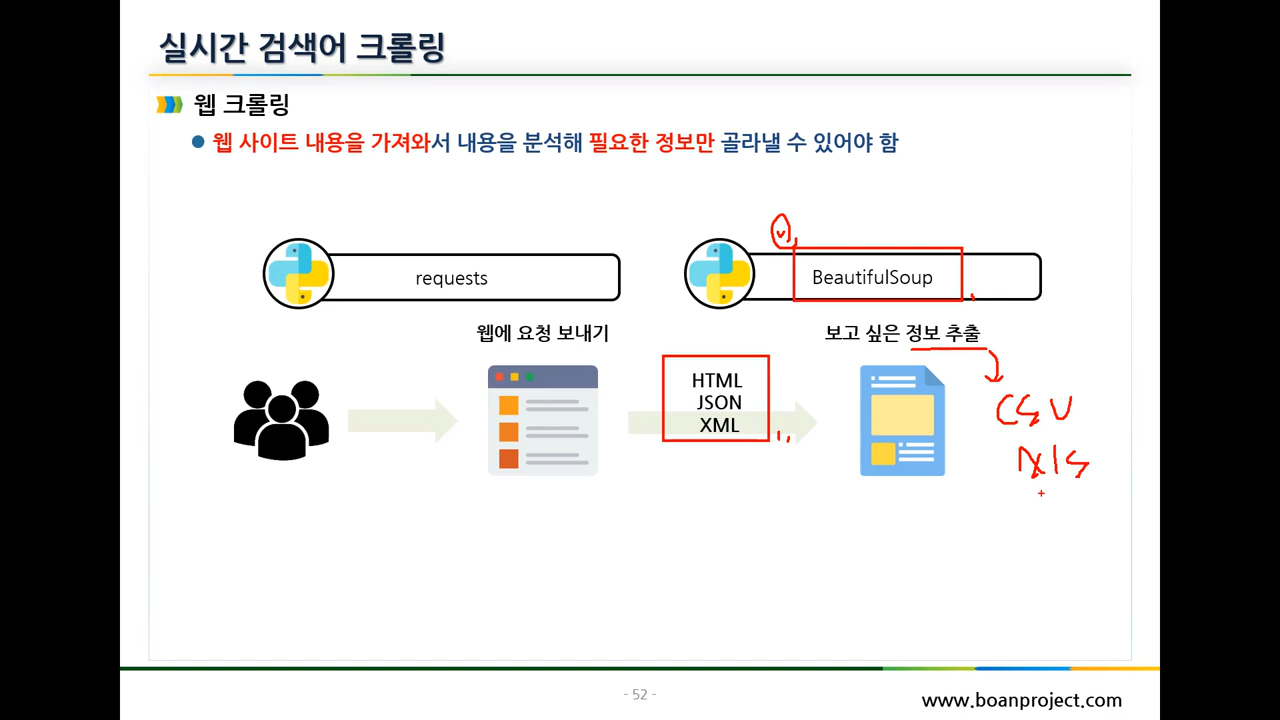 실시간 검색어 크롤링
웹 크롤링
웹 사이트 내용을 가져와서 내용을 분석해 필요한 정보만 골라낼 수 있어야 함
requests
BeautifulSoup
웹에 요청 보내기
보고 싶은 정보 추출
HTML
JSON
XML
CSV
xls
- 52 -
www.boanproject.com